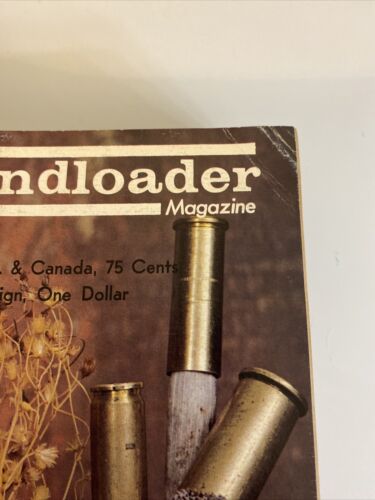 ndloader
Magazine
. & Canada, 75 Cents
ign, One Dollar